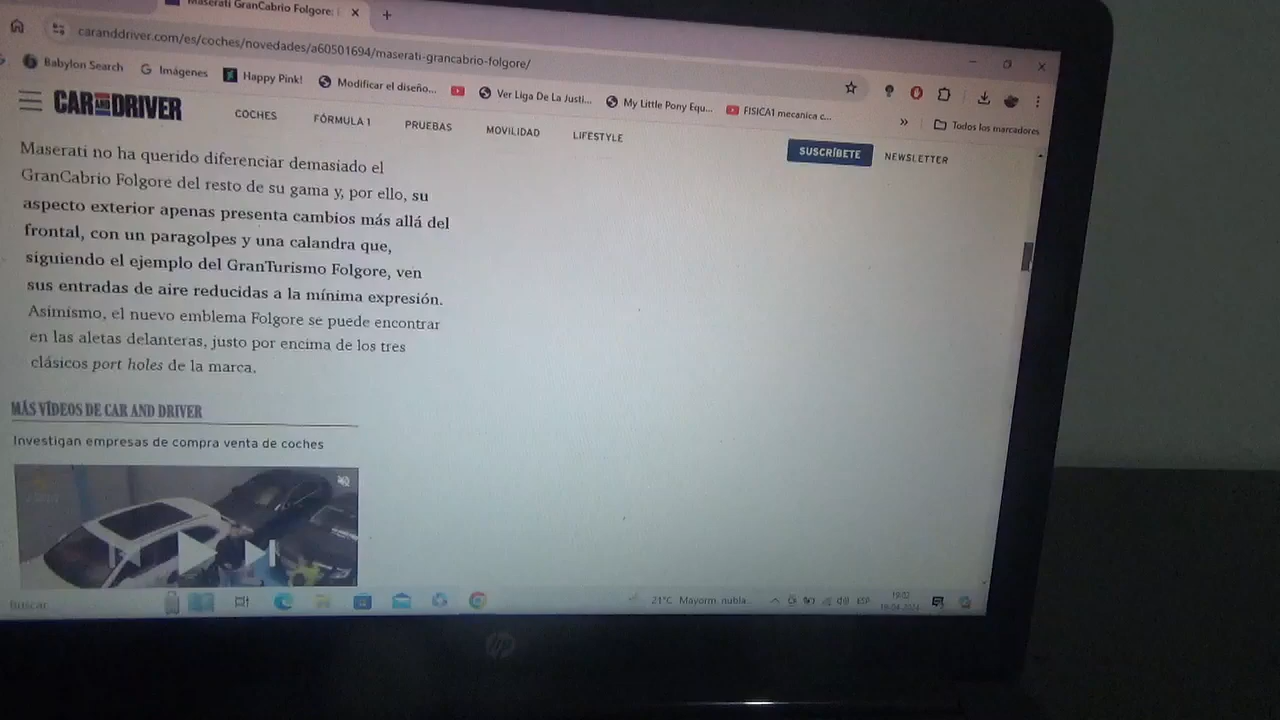 Maserati GranCabrio Folgore:
caranddriver.com/es/coches/novedades/a60501694/maserati-grancabrio-folgore/
Babylon Search Imágenes Happy Pink! Modificar el diseño... Ver Liga De La Justi... My Little Pony Equ... FISICA1 mecanica c... » Todos los marcadores
CAR AND DRIVER COCHES FÓRMULA 1 PRUEBAS MOVILIDAD LIFESTYLE SUSCRÍBETE NEWSLETTER
Maserati no ha querido diferenciar demasiado el
GranCabrio Folgore del resto de su gama y, por ello, su
aspecto exterior apenas presenta cambios más allá del
frontal, con un paragolpes y una calandra que,
siguiendo el ejemplo del GranTurismo Folgore, ven
sus entradas de aire reducidas a la mínima expresión.
Asimismo, el nuevo emblema Folgore se puede encontrar
en las aletas delanteras, justo por encima de los tres
clásicos port holes de la marca.
MÁS VÍDEOS DE CAR AND DRIVER
Investigan empresas de compra venta de coches
Buscar 21°C Mayorm. nubla... ESP 19:52
hp